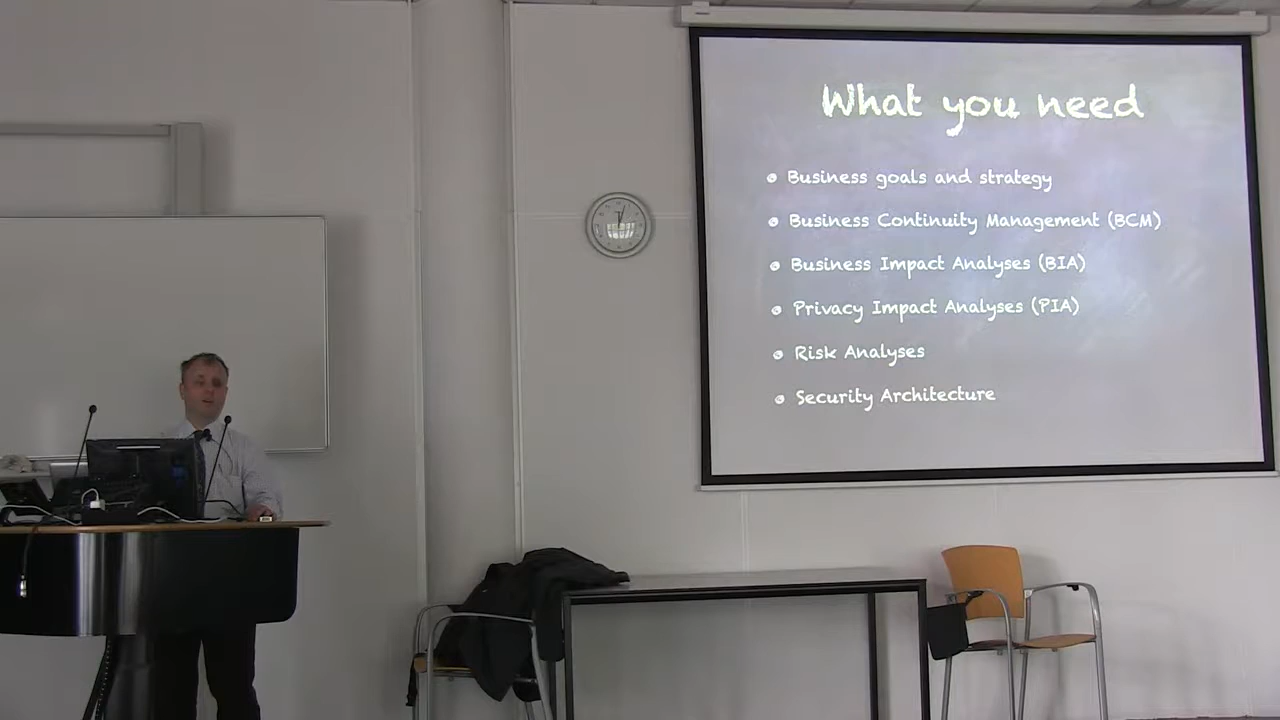 What you need
Business goals and strategy
Business Continuity Management (BCM)
Business Impact Analyses (BIA)
Privacy Impact Analyses (PIA)
Risk Analyses
Security Architecture